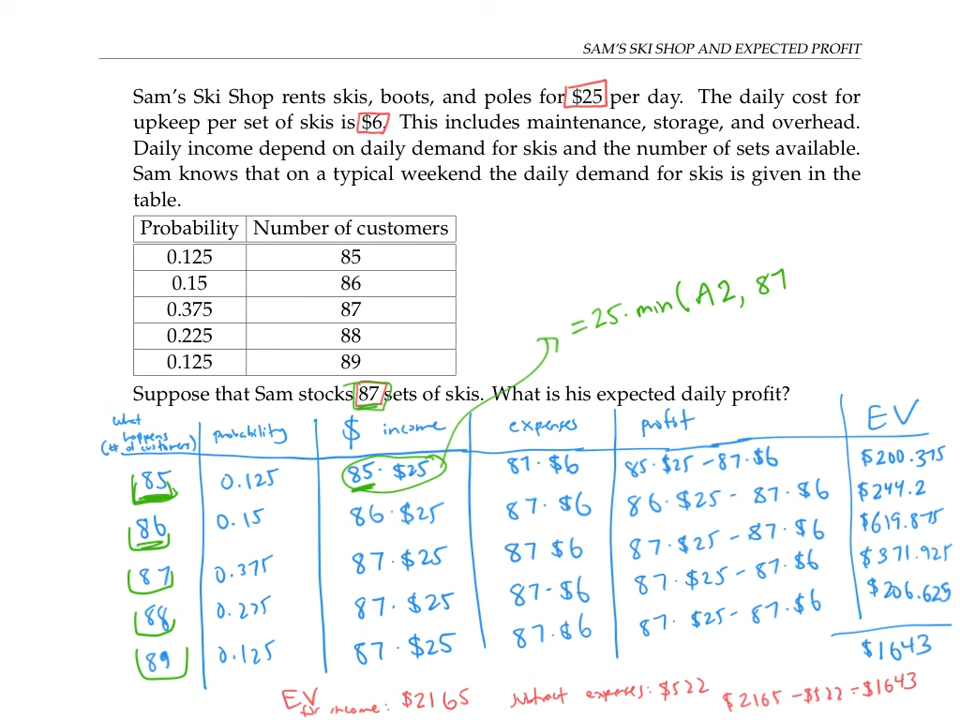 SAM'S SKI SHOP AND EXPECTED PROFIT
Sam's Ski Shop rents skis, boots, and poles for $25 per day. The daily cost for
upkeep per set of skis is $6. This includes maintenance, storage, and overhead.
Daily income depend on daily demand for skis and the number of sets available.
Sam knows that on a typical weekend the daily demand for skis is given in the
table.
Probability Number of customers
0.125 85
0.15 86
0.375 87
0.225 88
0.125 89
= 25. min(A2, 87
Suppose that Sam stocks 87 sets of skis. What is his expected daily profit?
What happens (# of customers) probability $ income expenses profit EV
85 0.125 85. $25 87. $6 85. $25 - 87. $6 $200.375
86 0.15 86. $25 87. $6 86. $25 - 87. $6 $244.2
87 0.375 87. $25 87 $6 87. $25 - 87. $6 $619.875
88 0.225 87. $25 87. $6 87. $25 - 87. $6 $371.925
89 0.125 87. $25 87. $6 87. $25 - 87. $6 $206.625
$1643
EV for income: $2165 subtract expenses: $522 $2165 - $522 = $1643